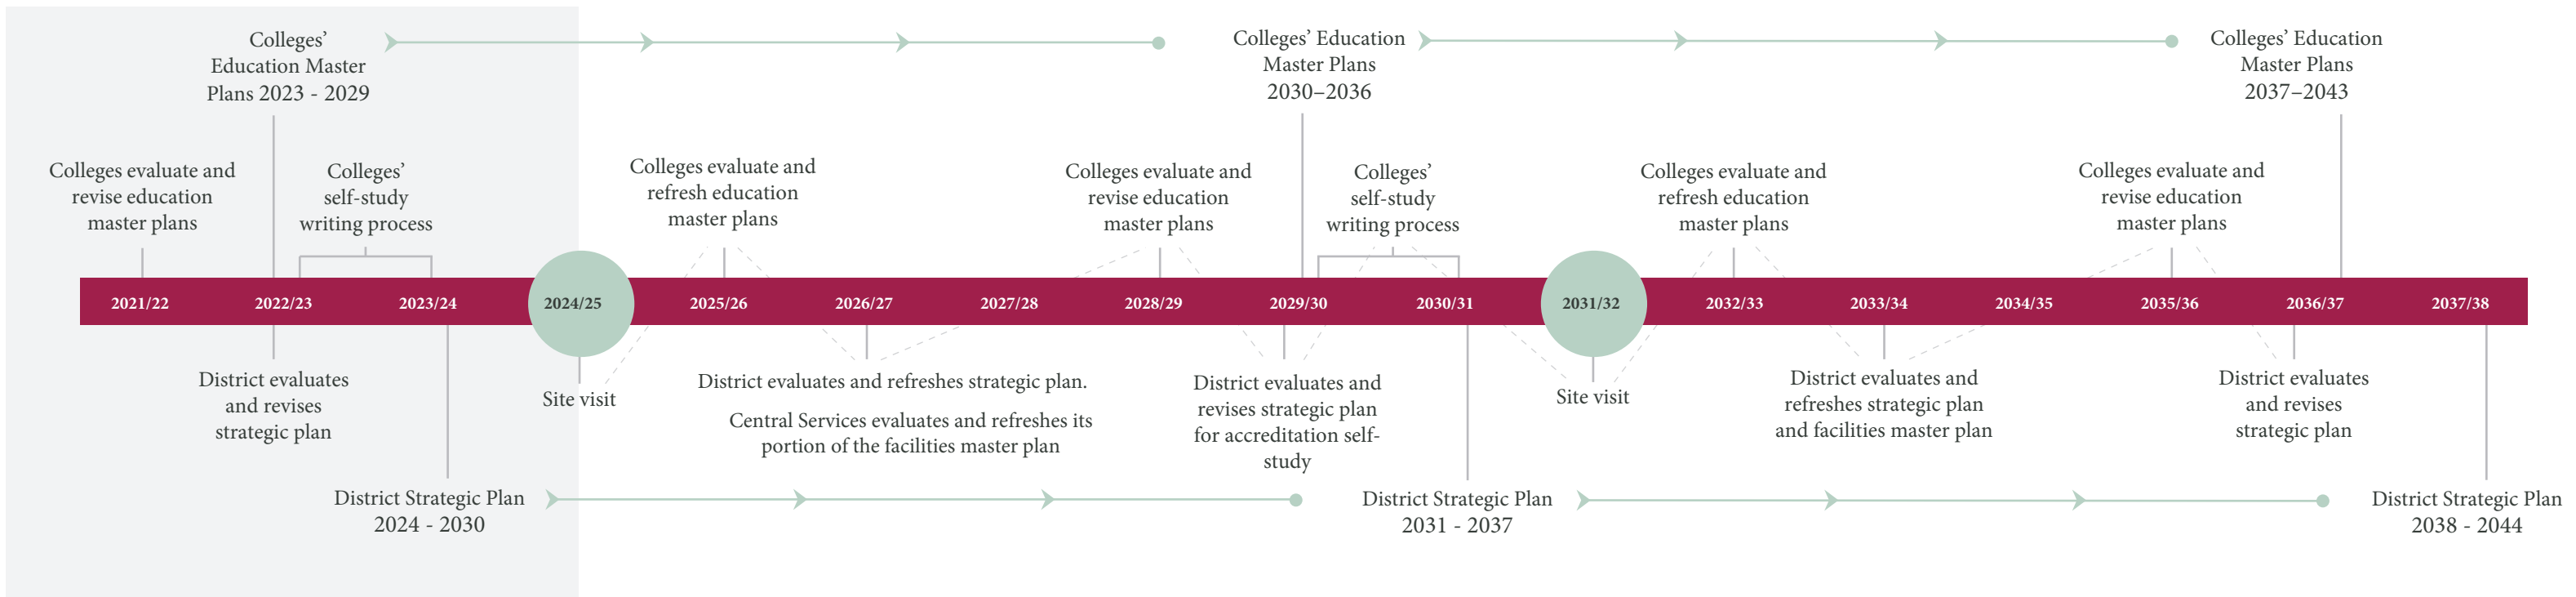 Colleges’
Education Master
Plans 2023 - 2029
Colleges’ Education
Master Plans
2030–2036
Colleges’ Education
Master Plans
2037–2043
Colleges evaluate and
revise education
master plans
Colleges’
self-study
writing process
Colleges evaluate and
refresh education
master plans
Colleges evaluate and
revise education
master plans
Colleges’
self-study
writing process
Colleges evaluate and
refresh education
master plans
Colleges evaluate and
revise education
master plans
2021/22 2022/23 2023/24 2024/25 2025/26 2026/27 2027/28 2028/29 2029/30 2030/31 2031/32 2032/33 2033/34 2034/35 2035/36 2036/37 2037/38
District evaluates
and revises
strategic plan
Site visit
District evaluates and refreshes strategic plan.
Central Services evaluates and refreshes its
portion of the facilities master plan
District evaluates and
revises strategic plan
for accreditation self-
study
Site visit
District evaluates and
refreshes strategic plan
and facilities master plan
District evaluates
and revises
strategic plan
District Strategic Plan
2024 - 2030
District Strategic Plan
2031 - 2037
District Strategic Plan
2038 - 2044